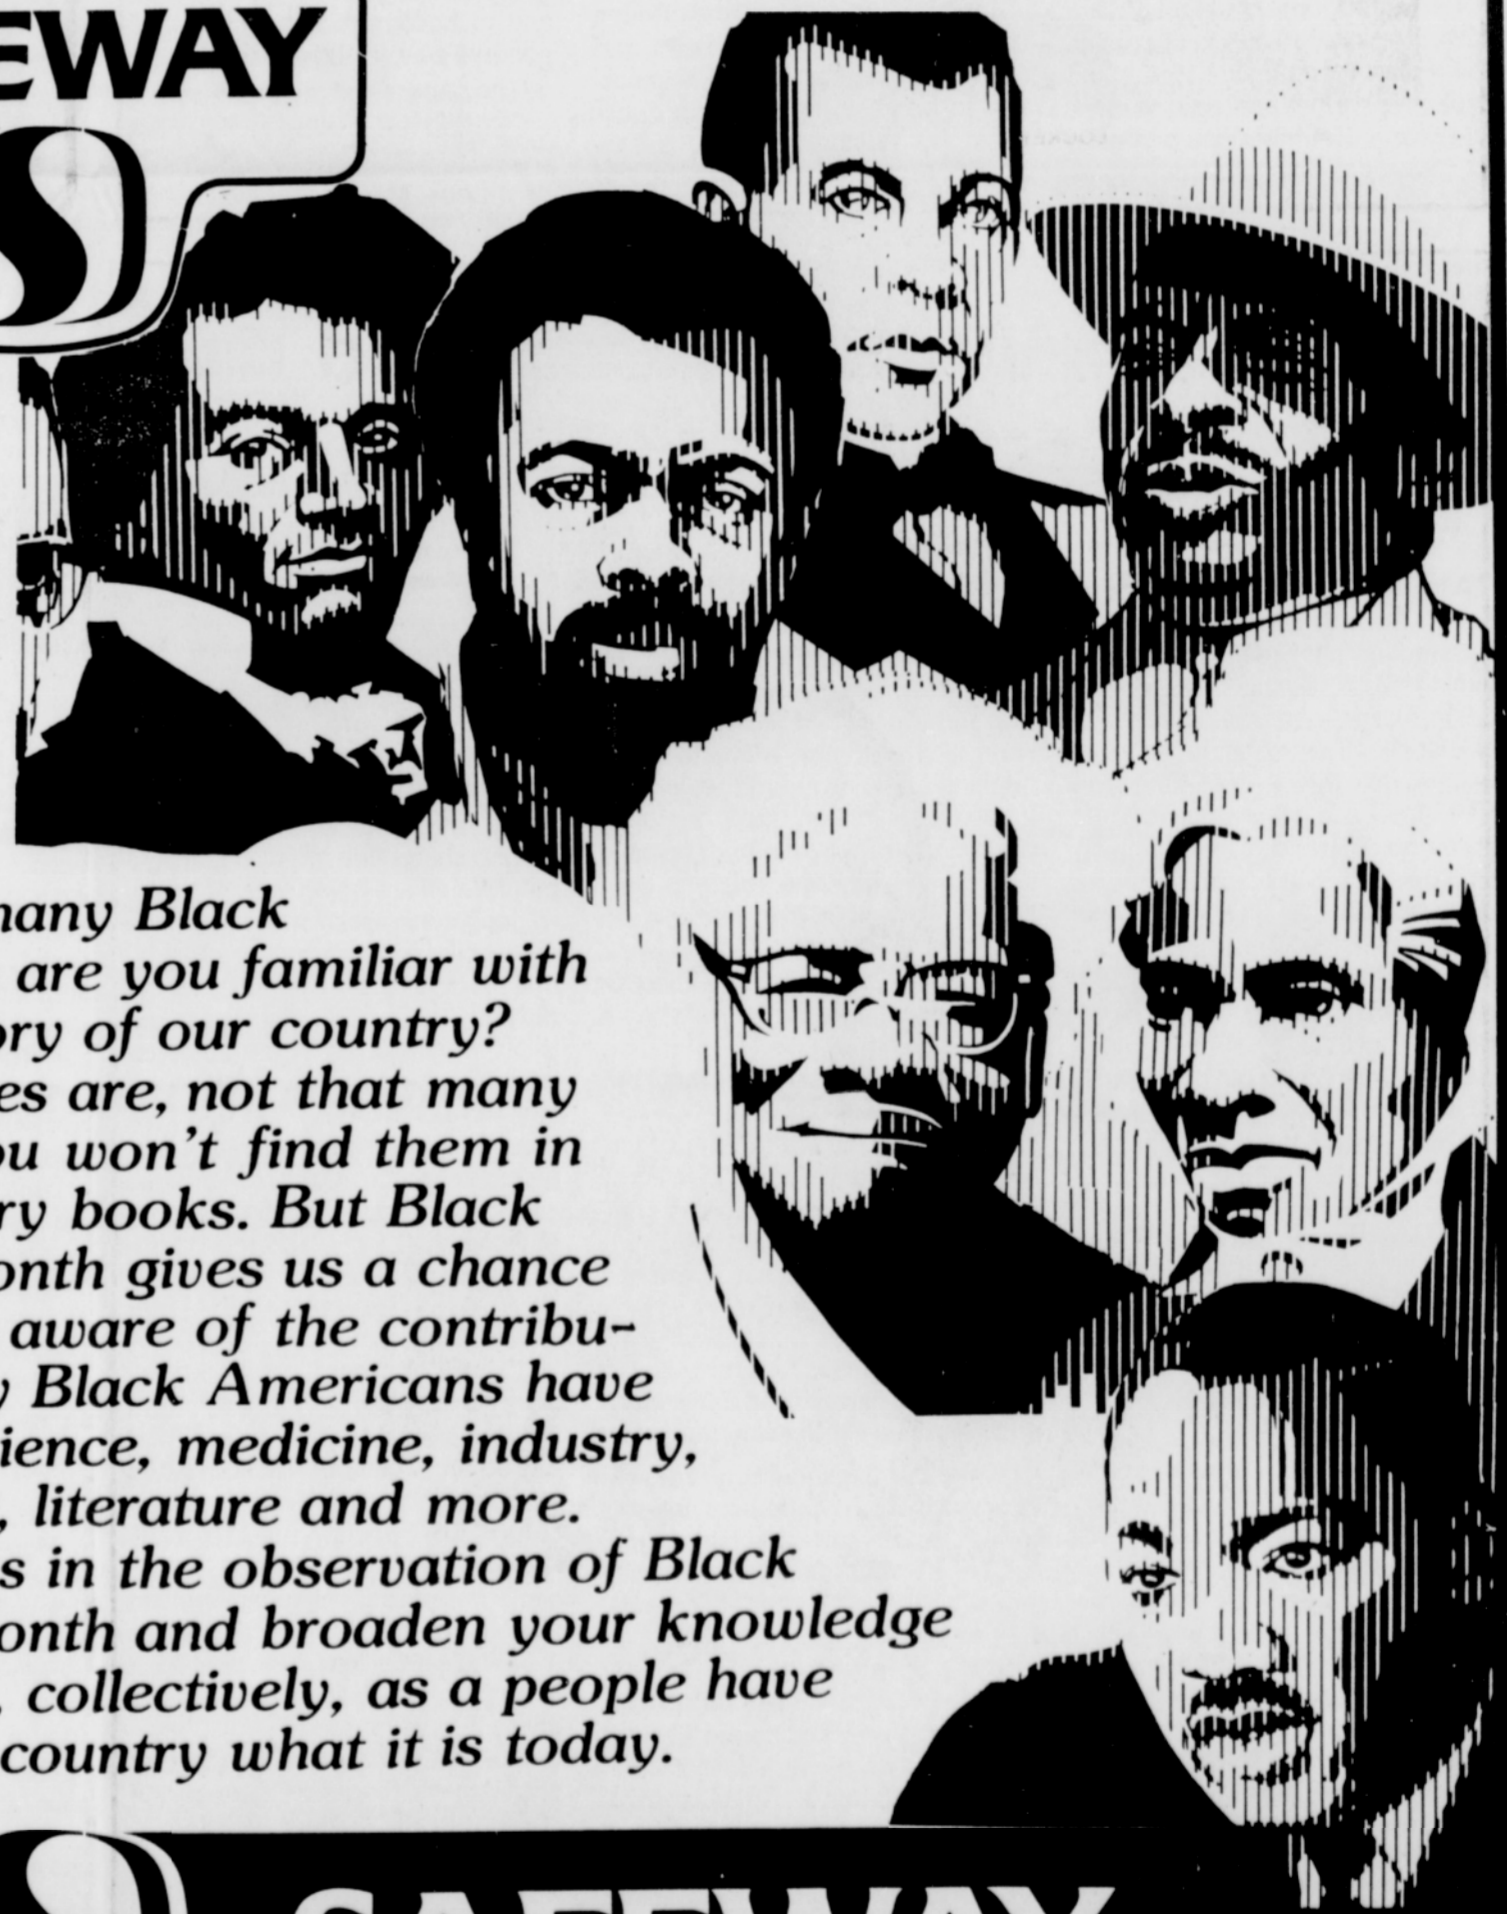 EWAY
many Black
are you familiar with
ory of our country?
es are, not that many
ou won't find them in
ry books. But Black
onth gives us a chance
aware of the contribu-
y Black Americans have
ience, medicine, industry,
, literature and more.
s in the observation of Black
onth and broaden your knowledge
, collectively, as a people have
country what it is today.
SAFEWAY